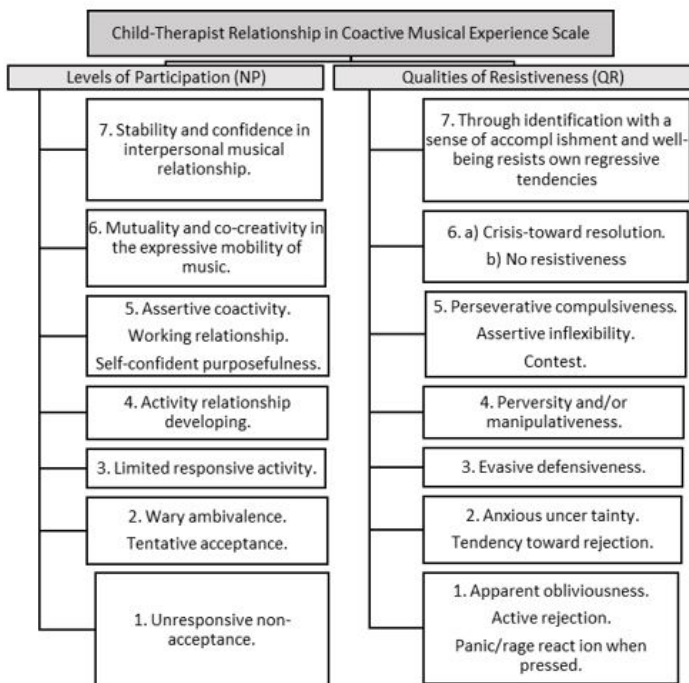 Child-Therapist Relationship in Coactive Musical Experience Scale
Levels of Participation (NP)
7. Stability and confidence in
interpersonal musical
relationship.
6. Mutuality and co-creativity in
the expressive mobility of
music.
5. Assertive coactivity.
Working relationship.
Self-confident purposefulness.
4. Activity relationship
developing.
3. Limited responsive activity.
2. Wary ambivalence.
Tentative acceptance.
1. Unresponsive non-
acceptance.
Qualities of Resistiveness (QR)
7. Through identification with a
sense of accompl ishment and well-
being resists own regressive
tendencies
6. a) Crisis-toward resolution.
b) No resistiveness
5. Perseverative compulsiveness.
Assertive inflexibility.
Contest.
4. Perversity and/or
manipulativeness.
3. Evasive defensiveness.
2. Anxious uncer tainty.
Tendency toward rejection.
1. Apparent obliviousness.
Active rejection.
Panic/rage react ion when
pressed.